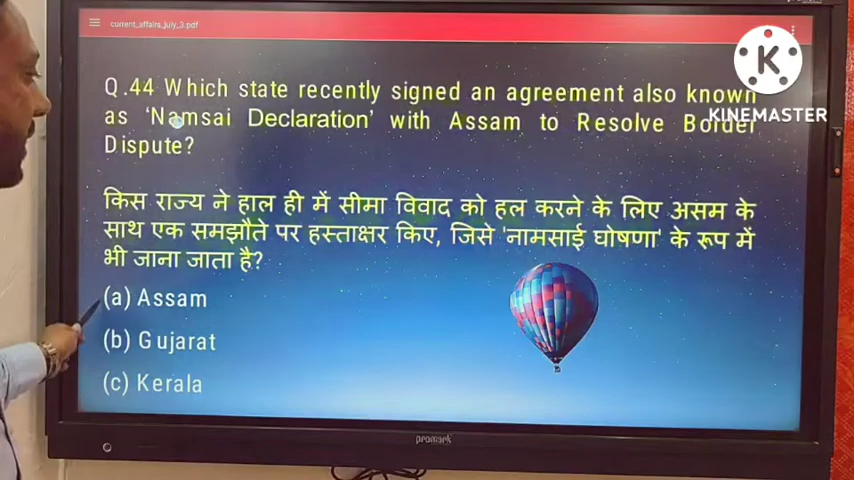 current_affairs_july_3.pdf
K
KINEMASTER
Q.44 Which state recently signed an agreement also known
as ‘Namsai Declaration’ with Assam to Resolve Border
Dispute?
किस राज्य ने हाल ही में सीमा विवाद को हल करने के लिए असम के
साथ एक समझौते पर हस्ताक्षर किए, जिसे 'नामसाई घोषणा' के रूप में
भी जाना जाता है?
(a) Assam
(b) Gujarat
(c) Kerala
promark